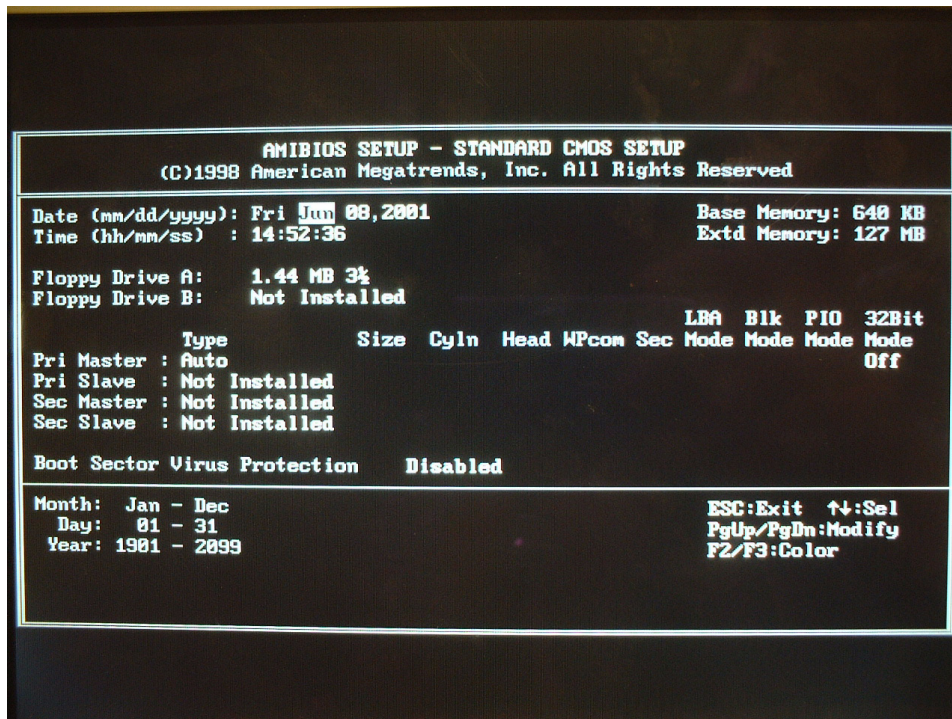 AMIBIOS SETUP - STANDARD CMOS SETUP
(C)1998 American Megatrends, Inc. All Rights Reserved
Date (mm/dd/yyyy): Fri Jun 08,2001 Base Memory: 640 KB
Time (hh/mm/ss) : 14:52:36 Extd Memory: 127 MB
Floppy Drive A: 1.44 MB 3½
Floppy Drive B: Not Installed
LBA Blk PIO 32Bit
Type Size Cyln Head WPcom Sec Mode Mode Mode Mode
Pri Master : Auto Off
Pri Slave : Not Installed
Sec Master : Not Installed
Sec Slave : Not Installed
Boot Sector Virus Protection Disabled
Month: Jan - Dec ESC:Exit ↑↓:Sel
Day: 01 - 31 PgUp/PgDn:Modify
Year: 1901 - 2099 F2/F3:Color